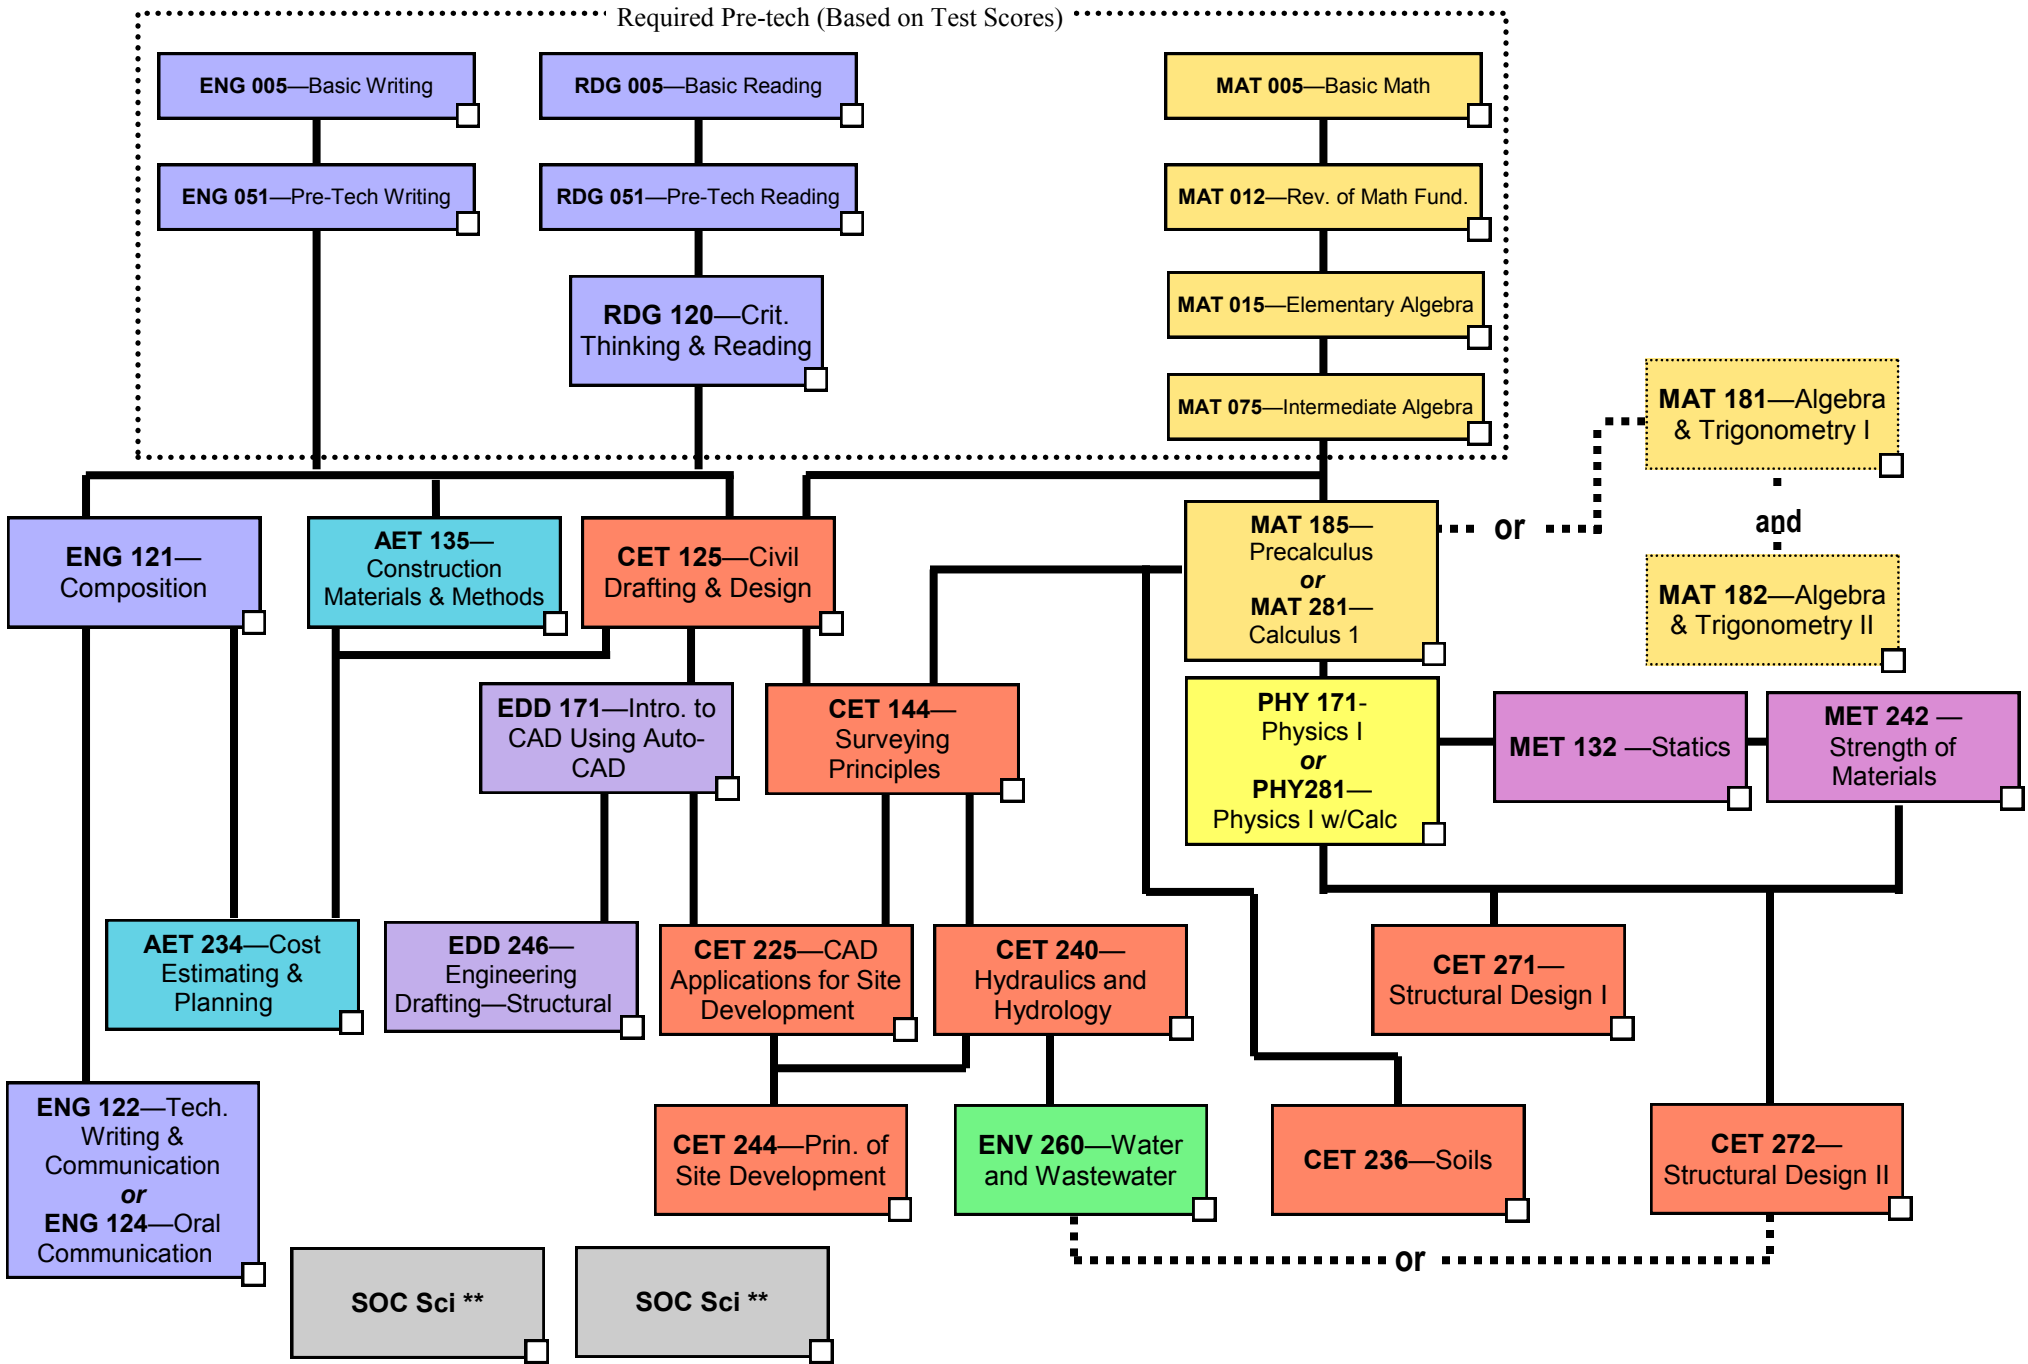 Required Pre-tech (Based on Test Scores)
ENG 005—Basic Writing
RDG 005—Basic Reading
MAT 005—Basic Math
ENG 051—Pre-Tech Writing
RDG 051—Pre-Tech Reading
MAT 012—Rev. of Math Fund.
RDG 120—Crit.
Thinking & Reading
MAT 015—Elementary Algebra
MAT 075—Intermediate Algebra
MAT 181—Algebra
& Trigonometry I
and
MAT 182—Algebra
& Trigonometry II
ENG 121—
Composition
AET 135—
Construction
Materials & Methods
CET 125—Civil
Drafting & Design
MAT 185—
Precalculus
or
MAT 281—
Calculus 1
or
EDD 171—Intro. to
CAD Using Auto-
CAD
CET 144—
Surveying
Principles
PHY 171-
Physics I
or
PHY281—
Physics I w/Calc
MET 132 —Statics
MET 242 —
Strength of
Materials
AET 234—Cost
Estimating &
Planning
EDD 246—
Engineering
Drafting—Structural
CET 225—CAD
Applications for Site
Development
CET 240—
Hydraulics and
Hydrology
CET 271—
Structural Design I
ENG 122—Tech.
Writing &
Communication
or
ENG 124—Oral
Communication
CET 244—Prin. of
Site Development
ENV 260—Water
and Wastewater
CET 236—Soils
CET 272—
Structural Design II
or
SOC Sci **
SOC Sci **